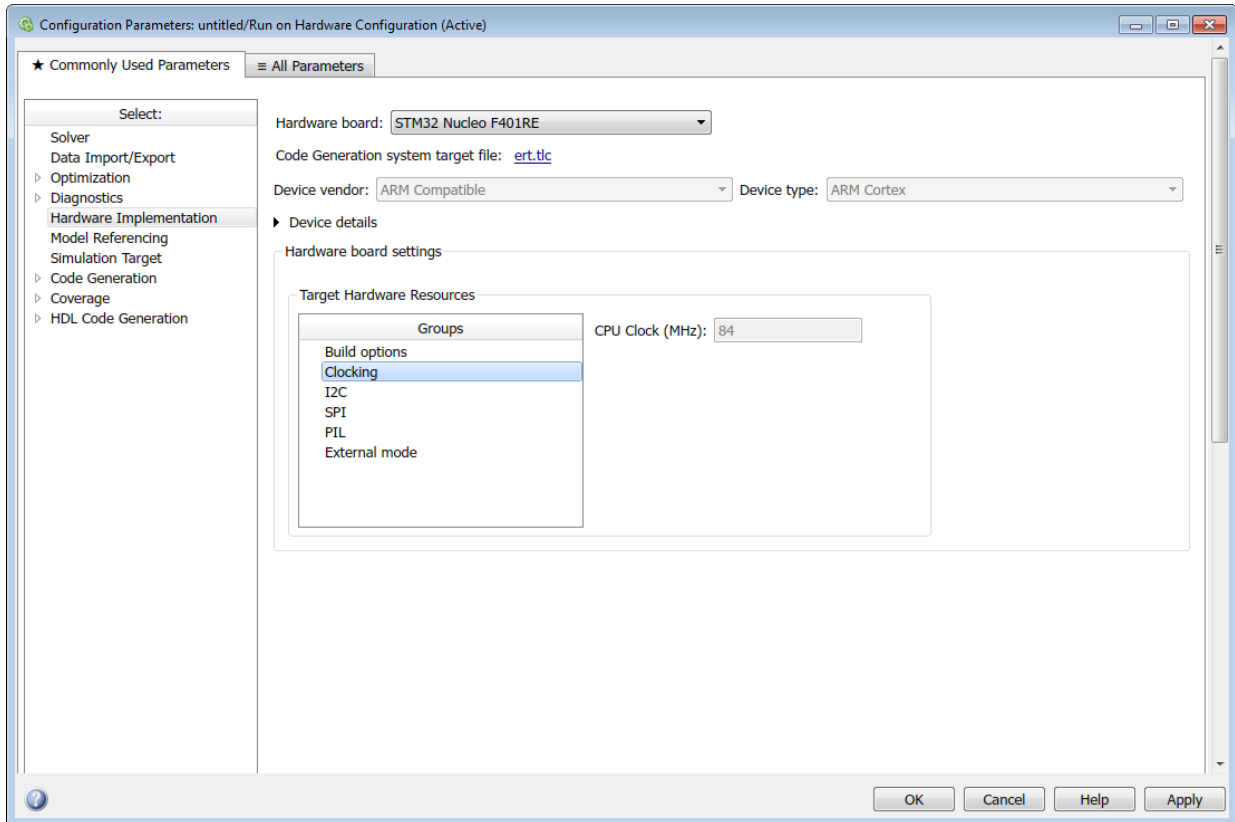 Configuration Parameters: untitled/Run on Hardware Configuration (Active)
★ Commonly Used Parameters
≡ All Parameters
Select:
Solver
Data Import/Export
Optimization
Diagnostics
Hardware Implementation
Model Referencing
Simulation Target
Code Generation
Coverage
HDL Code Generation
Hardware board: STM32 Nucleo F401RE
Code Generation system target file: ert.tlc
Device vendor: ARM Compatible Device type: ARM Cortex
Device details
Hardware board settings
Target Hardware Resources
Groups
Build options
Clocking
I2C
SPI
PIL
External mode
CPU Clock (MHz): 84
OK Cancel Help Apply